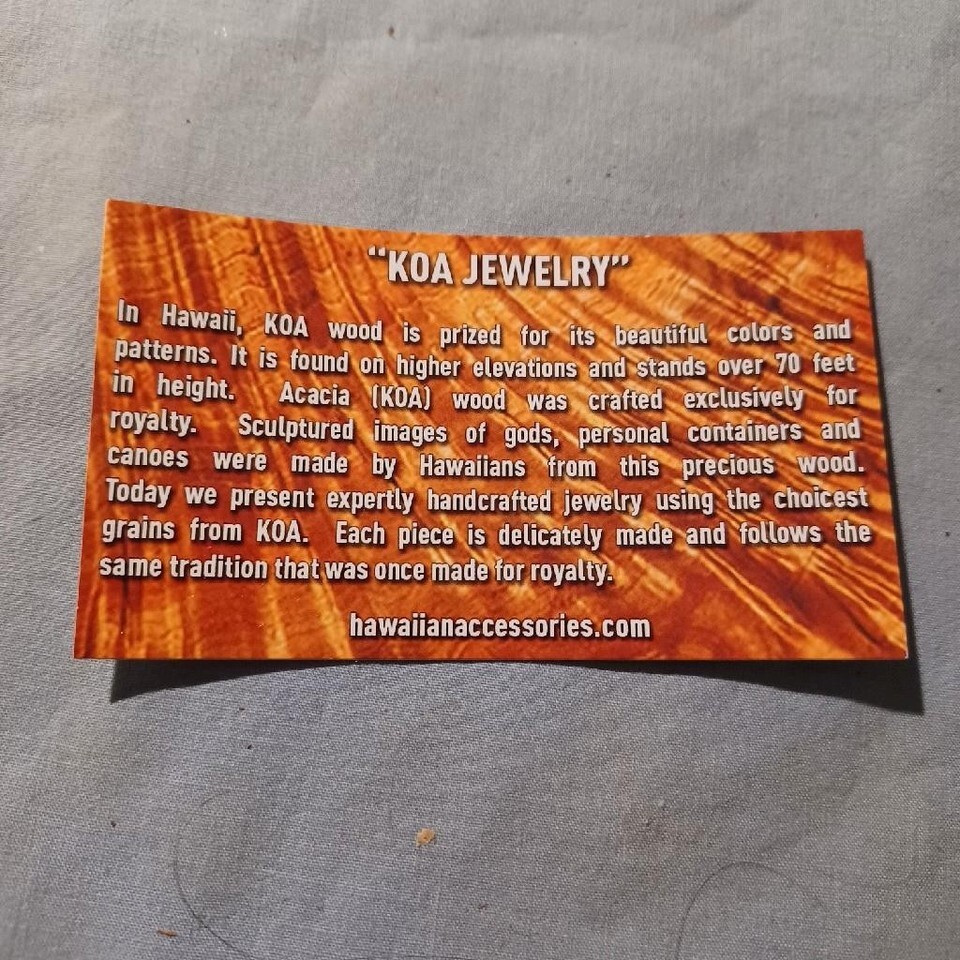 “KOA JEWELRY”
In Hawaii, KOA wood is prized for its beautiful colors and
patterns. It is found on higher elevations and stands over 70 feet
in height. Acacia (KOA) wood was crafted exclusively for
royalty. Sculptured images of gods, personal containers and
canoes were made by Hawaiians from this precious wood.
Today we present expertly handcrafted jewelry using the choicest
grains from KOA. Each piece is delicately made and follows the
same tradition that was once made for royalty.
hawaiianaccessories.com